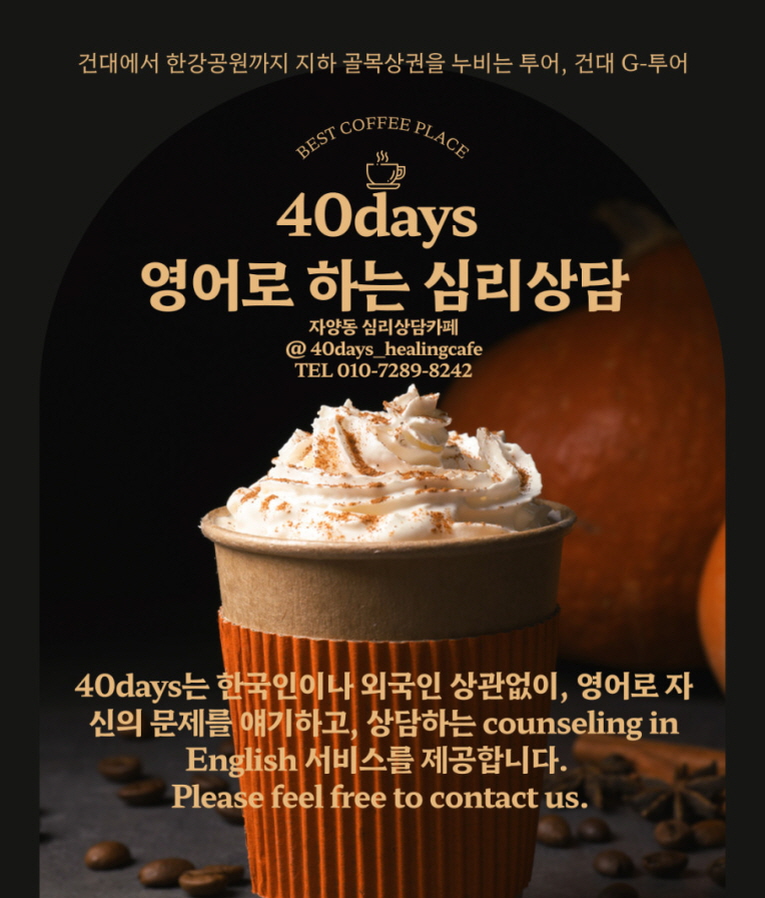 건대에서 한강공원까지 지하 골목상권을 누비는 투어, 건대 G-투어
BEST COFFEE PLACE
40days
영어로 하는 심리상담
자양동 심리상담카페
@ 40days_healingcafe
TEL 010-7289-8242
40days는 한국인이나 외국인 상관없이, 영어로 자
신의 문제를 얘기하고, 상담하는 counseling in
English 서비스를 제공합니다.
Please feel free to contact us.